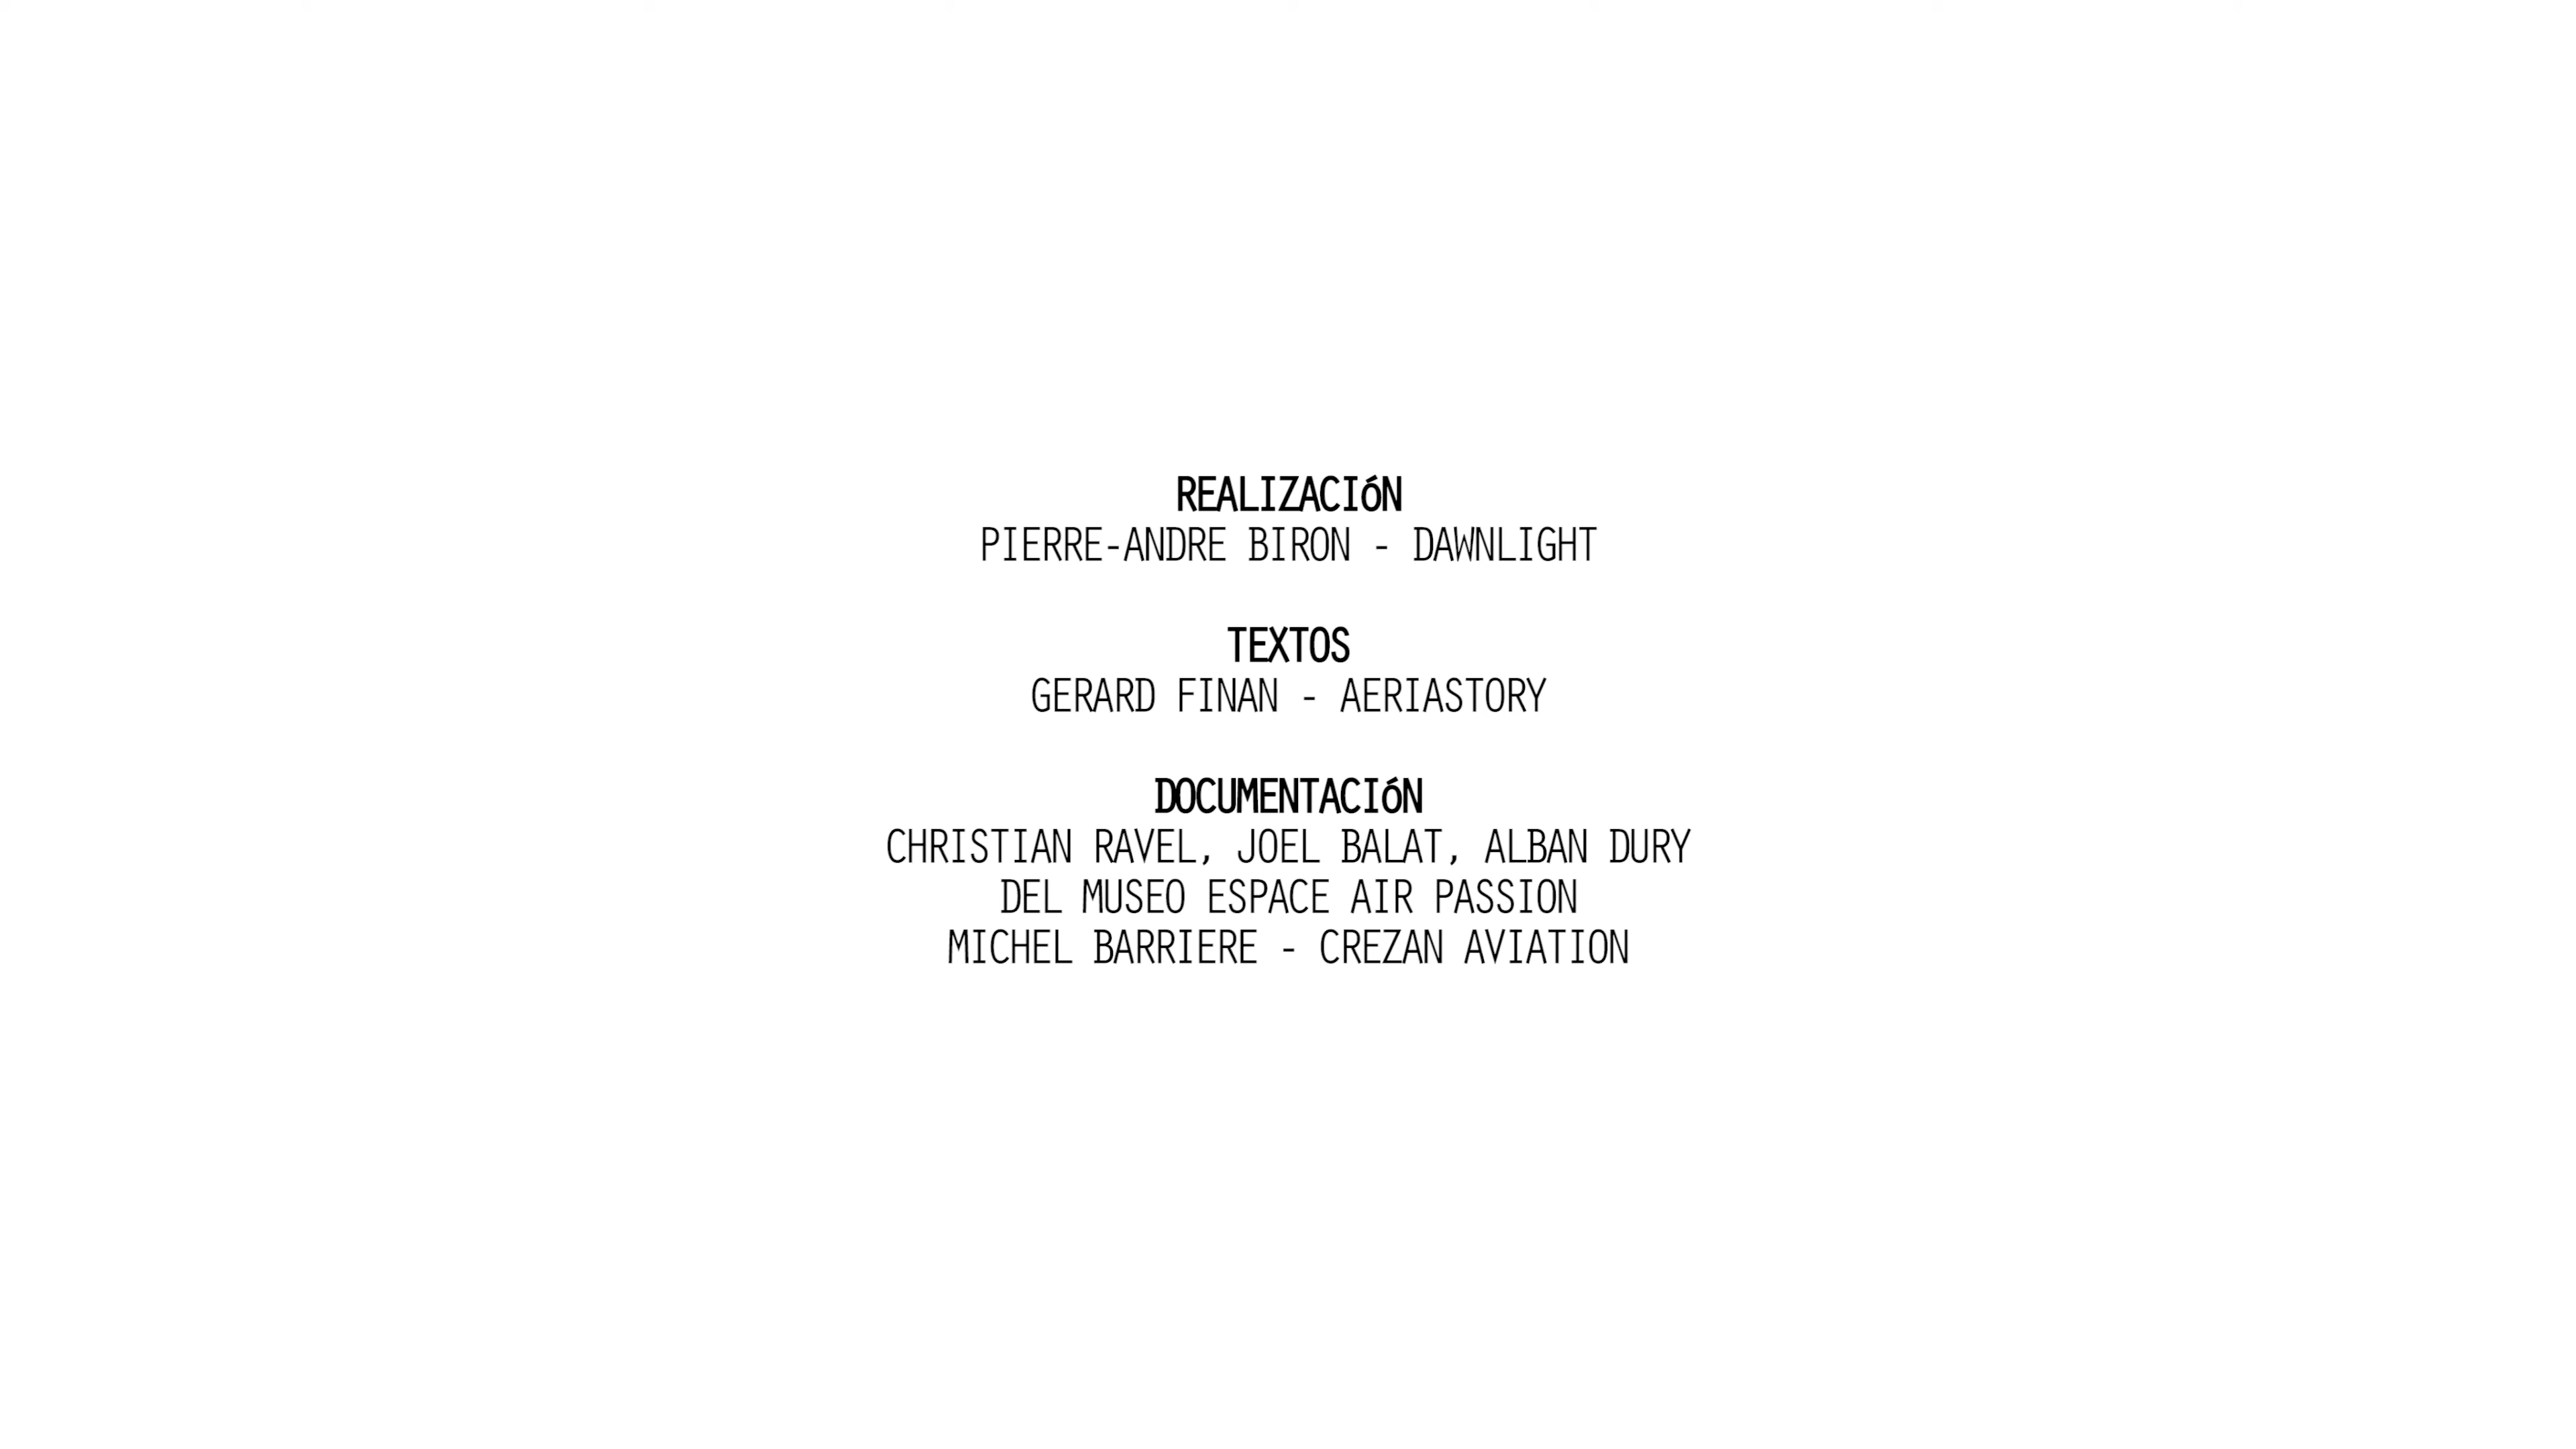 REALIZACIóN
PIERRE-ANDRE BIRON - DAWNLIGHT
TEXTOS
GERARD FINAN - AERIASTORY
DOCUMENTACIóN
CHRISTIAN RAVEL, JOEL BALAT, ALBAN DURY
DEL MUSEO ESPACE AIR PASSION
MICHEL BARRIERE - CREZAN AVIATION